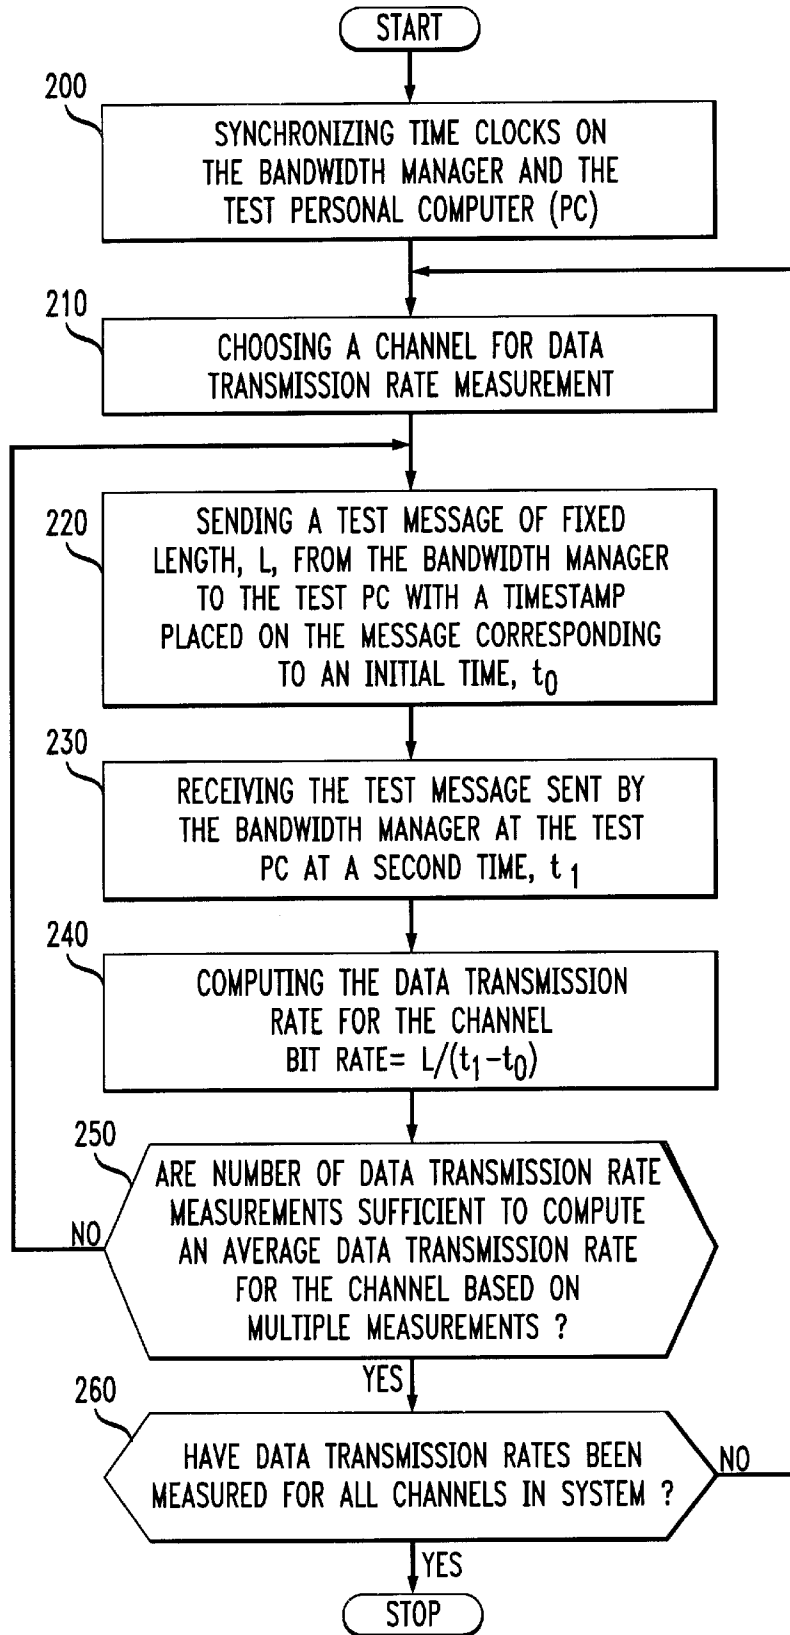 START
200
SYNCHRONIZING TIME CLOCKS ON
THE BANDWIDTH MANAGER AND THE
TEST PERSONAL COMPUTER (PC)
210
CHOOSING A CHANNEL FOR DATA
TRANSMISSION RATE MEASUREMENT
220
SENDING A TEST MESSAGE OF FIXED
LENGTH, L, FROM THE BANDWIDTH MANAGER
TO THE TEST PC WITH A TIMESTAMP
PLACED ON THE MESSAGE CORRESPONDING
TO AN INITIAL TIME, t0
230
RECEIVING THE TEST MESSAGE SENT BY
THE BANDWIDTH MANAGER AT THE TEST
PC AT A SECOND TIME, t1
240
COMPUTING THE DATA TRANSMISSION
RATE FOR THE CHANNEL
BIT RATE= L/(t1-t0)
250
ARE NUMBER OF DATA TRANSMISSION RATE
MEASUREMENTS SUFFICIENT TO COMPUTE
AN AVERAGE DATA TRANSMISSION RATE
FOR THE CHANNEL BASED ON
MULTIPLE MEASUREMENTS ?
NO
YES
260
HAVE DATA TRANSMISSION RATES BEEN
MEASURED FOR ALL CHANNELS IN SYSTEM ?
NO
YES
STOP